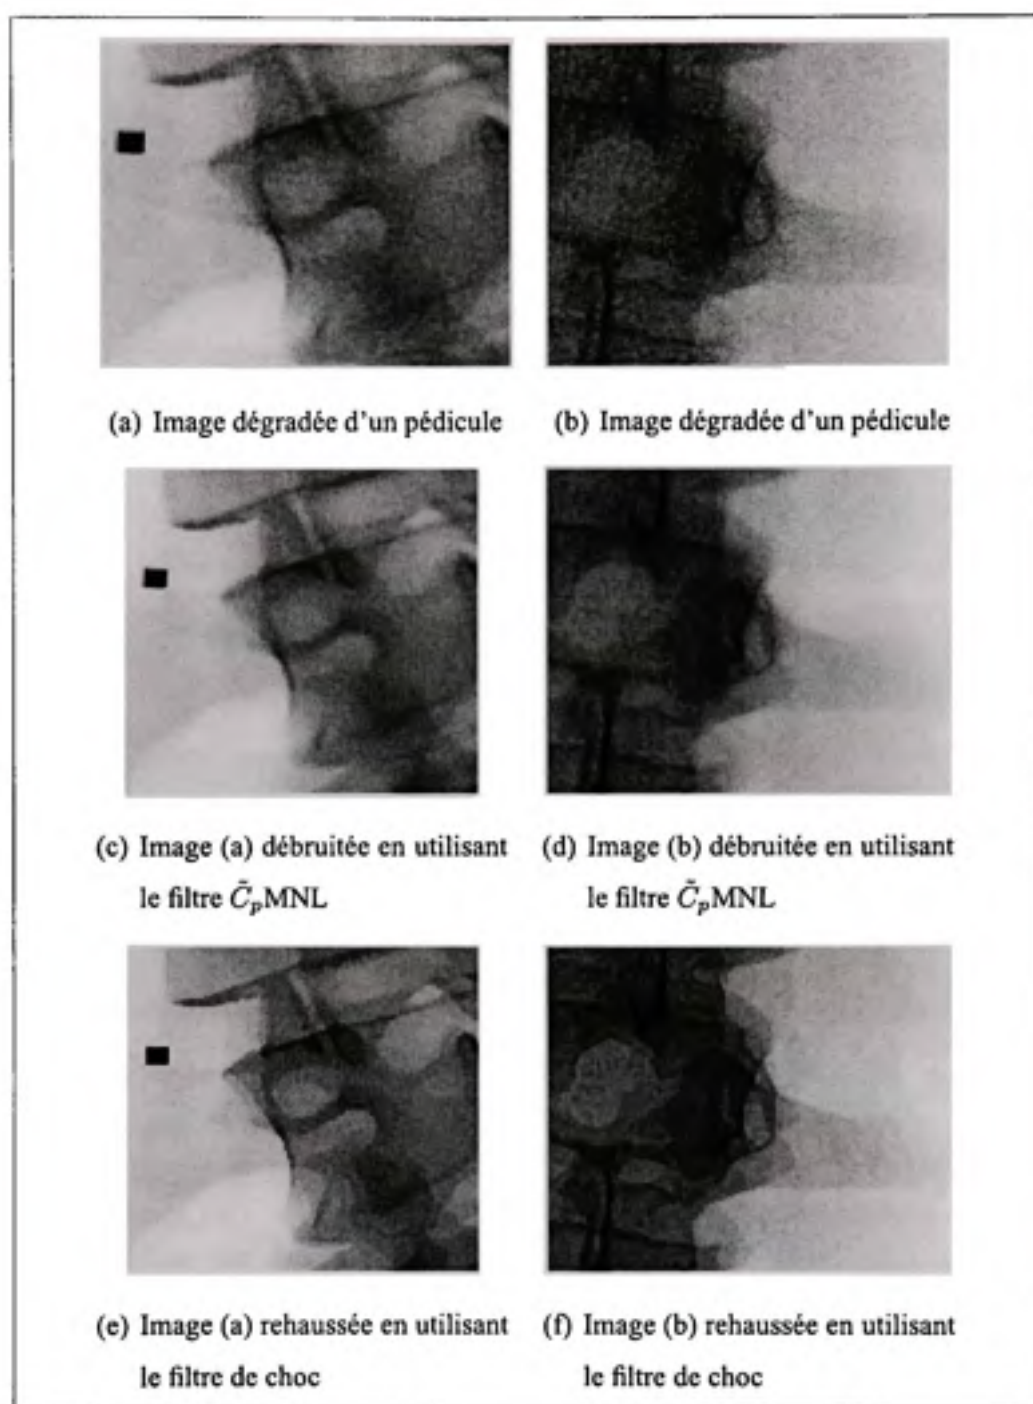 (a) Image dégradée d'un pédicule
(b) Image dégradée d'un pédicule
(c) Image (a) débruitée en utilisant
le filtre C̃ₚMNL
(d) Image (b) débruitée en utilisant
le filtre C̃ₚMNL
(e) Image (a) rehaussée en utilisant
le filtre de choc
(f) Image (b) rehaussée en utilisant
le filtre de choc